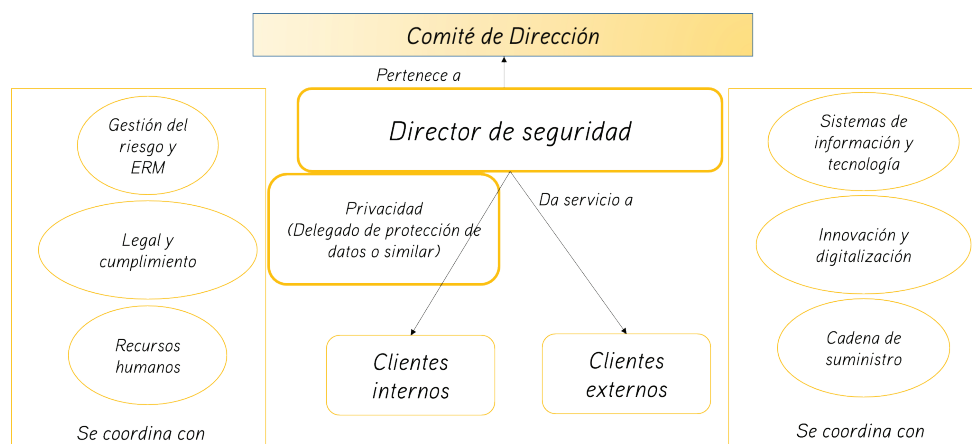 Comité de Dirección
Pertenece a
Director de seguridad
Gestión del
riesgo y
ERM
Legal y
cumplimiento
Recursos
humanos
Se coordina con
Privacidad
(Delegado de protección de
datos o similar)
Da servicio a
Clientes
internos
Clientes
externos
Sistemas de
información y
tecnología
Innovación y
digitalización
Cadena de
suministro
Se coordina con